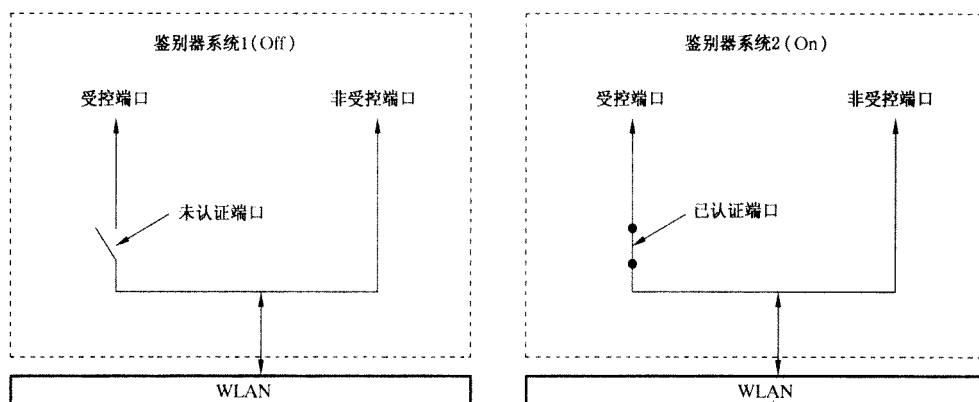 鉴别器系统1(Off)
受控端口
非受控端口
未认证端口
WLAN
鉴别器系统2(On)
受控端口
非受控端口
已认证端口
WLAN